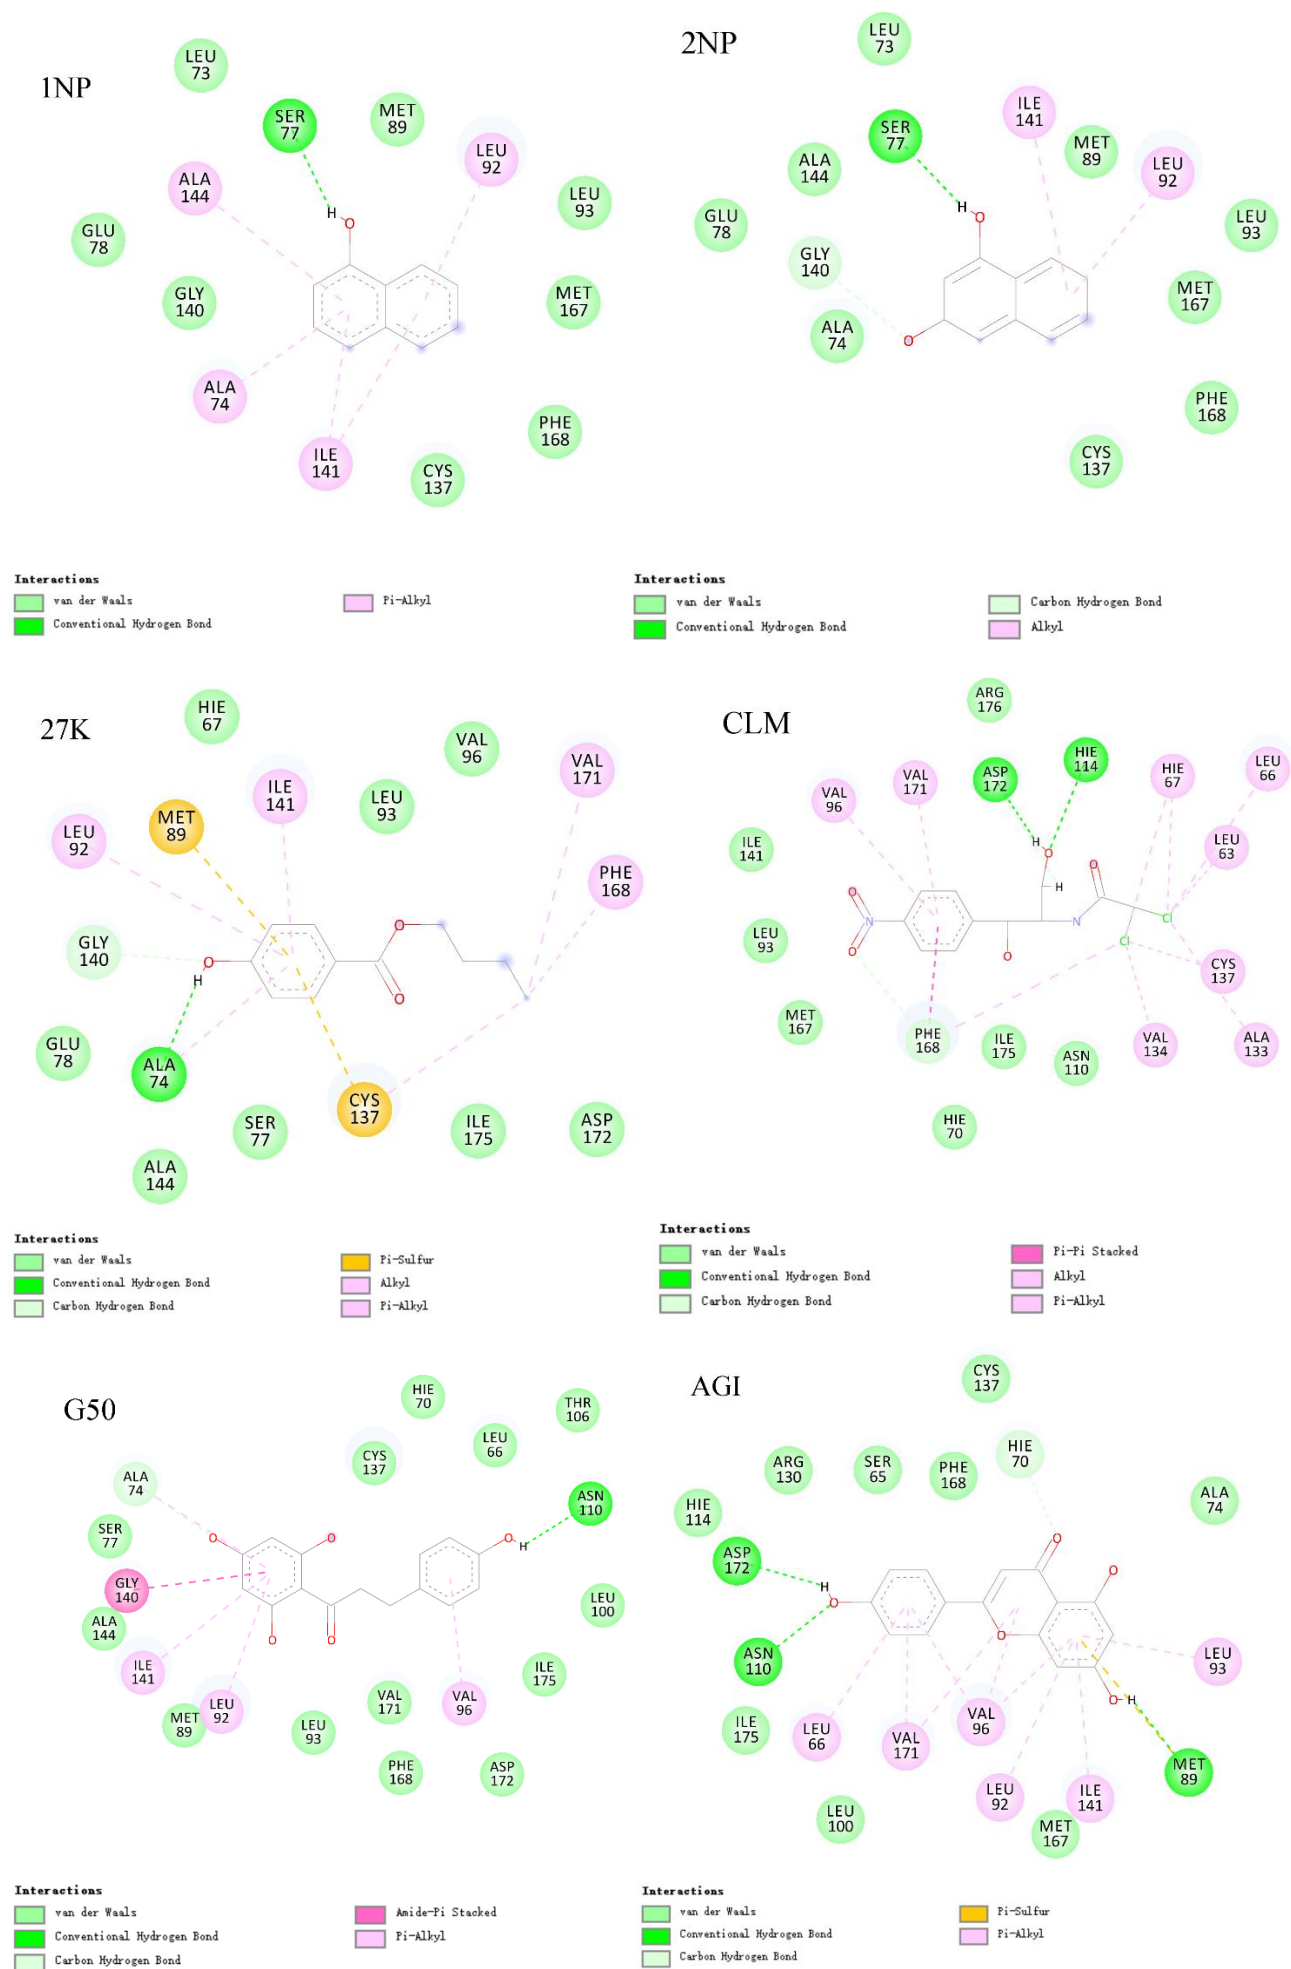 1NP
LEU
73
SER
77
MET
89
LEU
92
ALA
144
LEU
93
GLU
78
GLY
140
MET
167
ALA
74
PHE
168
ILE
141
CYS
137
H
O
Interactions
van der Waals
Conventional Hydrogen Bond
Pi-Alkyl
2NP
LEU
73
ILE
141
SER
77
MET
89
ALA
144
LEU
92
GLU
78
LEU
93
GLY
140
MET
167
ALA
74
PHE
168
CYS
137
H
O
O
Interactions
van der Waals
Conventional Hydrogen Bond
Carbon Hydrogen Bond
Alkyl
27K
HIE
67
VAL
96
VAL
171
ILE
141
LEU
93
MET
89
LEU
92
PHE
168
GLY
140
GLU
78
ALA
74
CYS
137
SER
77
ILE
175
ASP
172
ALA
144
O
H
O
O
Interactions
van der Waals
Conventional Hydrogen Bond
Carbon Hydrogen Bond
Pi-Sulfur
Alkyl
Pi-Alkyl
CLM
ARG
176
HIE
114
ASP
172
HIE
67
LEU
66
VAL
171
VAL
96
ILE
141
LEU
63
LEU
93
CYS
137
MET
167
PHE
168
ILE
175
ASN
110
VAL
134
ALA
133
HIE
70
H
O
H
O
O
N
O
O
N
Cl
Cl
Interactions
van der Waals
Conventional Hydrogen Bond
Carbon Hydrogen Bond
Pi-Pi Stacked
Alkyl
Pi-Alkyl
G50
HIE
70
THR
106
LEU
66
CYS
137
ALA
74
ASN
110
SER
77
GLY
140
LEU
100
ALA
144
ILE
141
ILE
175
MET
89
LEU
92
LEU
93
VAL
171
VAL
96
PHE
168
ASP
172
O
O
O
H
O
O
Interactions
van der Waals
Conventional Hydrogen Bond
Carbon Hydrogen Bond
Amide-Pi Stacked
Pi-Alkyl
AGI
CYS
137
HIE
70
ARG
130
SER
65
PHE
168
ALA
74
HIE
114
ASP
172
ASN
110
LEU
93
ILE
175
LEU
66
VAL
171
VAL
96
MET
89
LEU
92
ILE
141
LEU
100
MET
167
O
O
H
O
O
O
H
Interactions
van der Waals
Conventional Hydrogen Bond
Carbon Hydrogen Bond
Pi-Sulfur
Pi-Alkyl